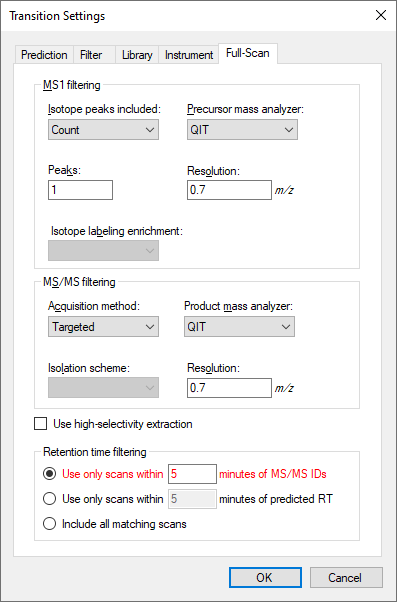 Transition Settings
Prediction Filter Library Instrument Full-Scan
MS1 filtering
Isotope peaks included: Precursor mass analyzer:
Count QIT
Peaks: Resolution:
1 0.7 m/z
Isotope labeling enrichment:
MS/MS filtering
Acquisition method: Product mass analyzer:
Targeted QIT
Isolation scheme: Resolution:
0.7 m/z
Use high-selectivity extraction
Retention time filtering
Use only scans within 5 minutes of MS/MS IDs
Use only scans within 5 minutes of predicted RT
Include all matching scans
OK Cancel